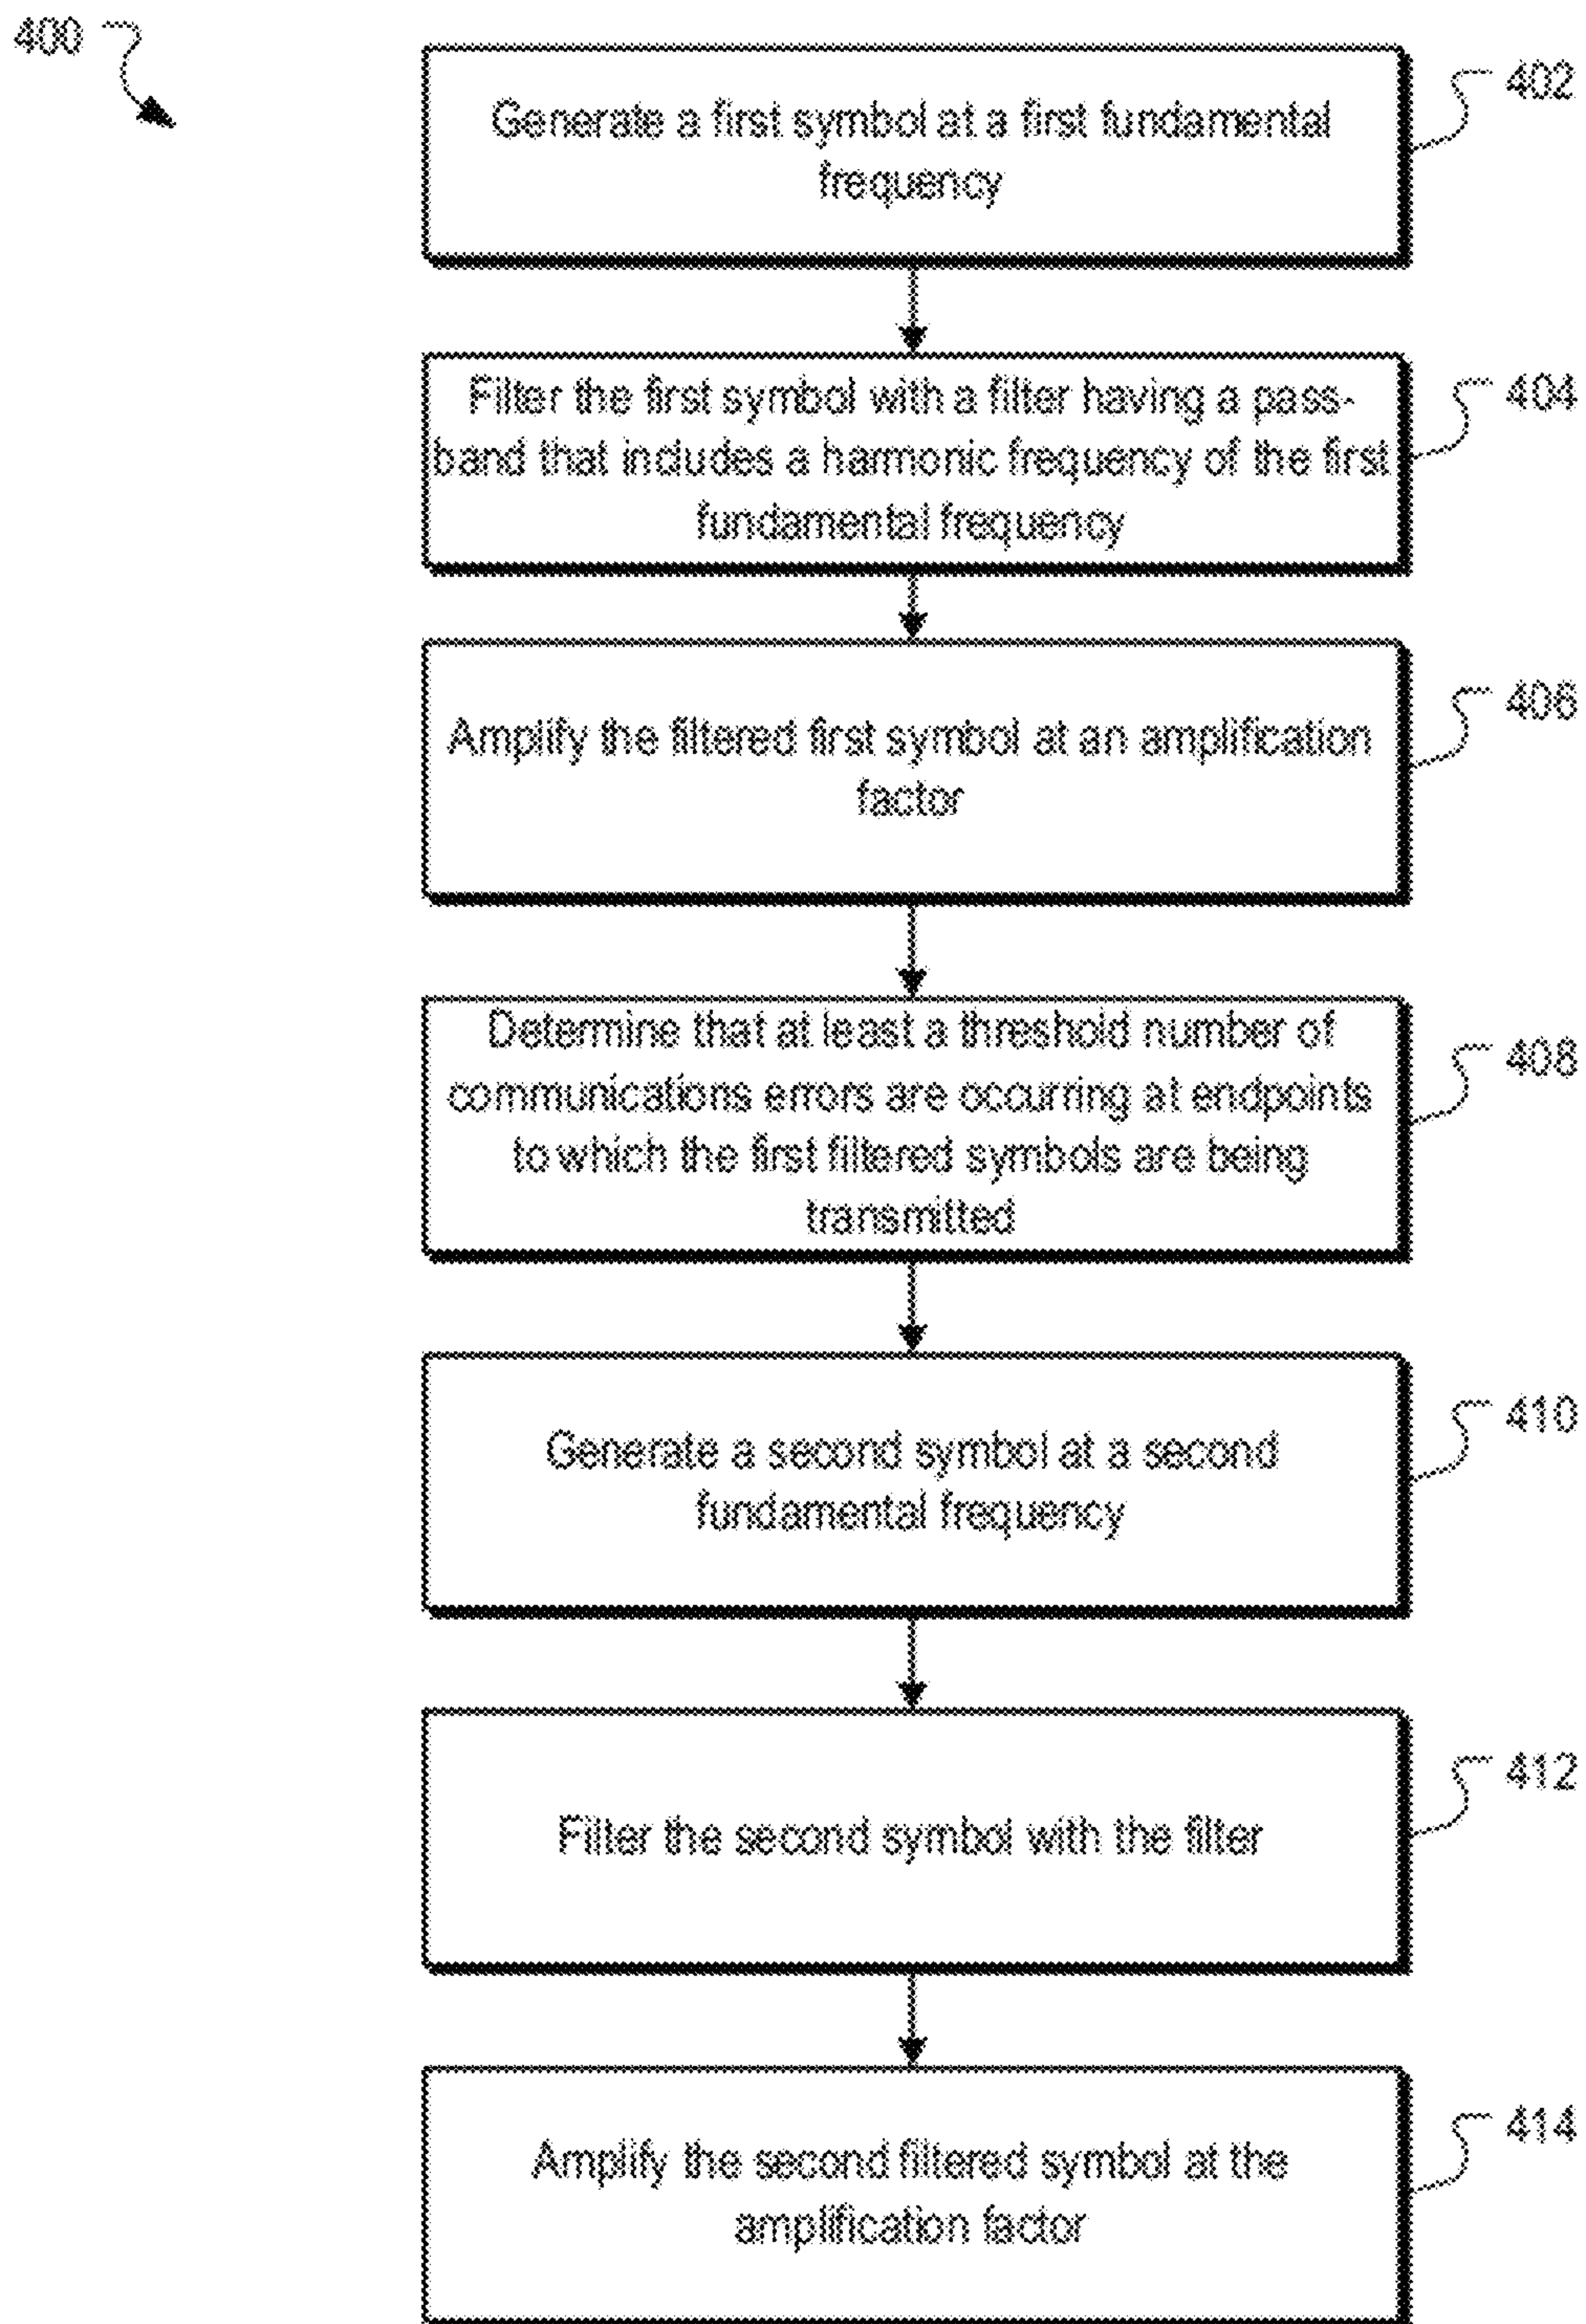 400
Generate a first symbol at a first fundamental
frequency
402
Filter the first symbol with a filter having a pass-
band that includes a harmonic frequency of the first
fundamental frequency
404
Amplify the filtered first symbol at an amplification
factor
406
Determine that at least a threshold number of
communications errors are occurring at endpoints
to which the first filtered symbols are being
transmitted
408
Generate a second symbol at a second
fundamental frequency
410
Filter the second symbol with the filter
412
Amplify the second filtered symbol at the
amplification factor
414